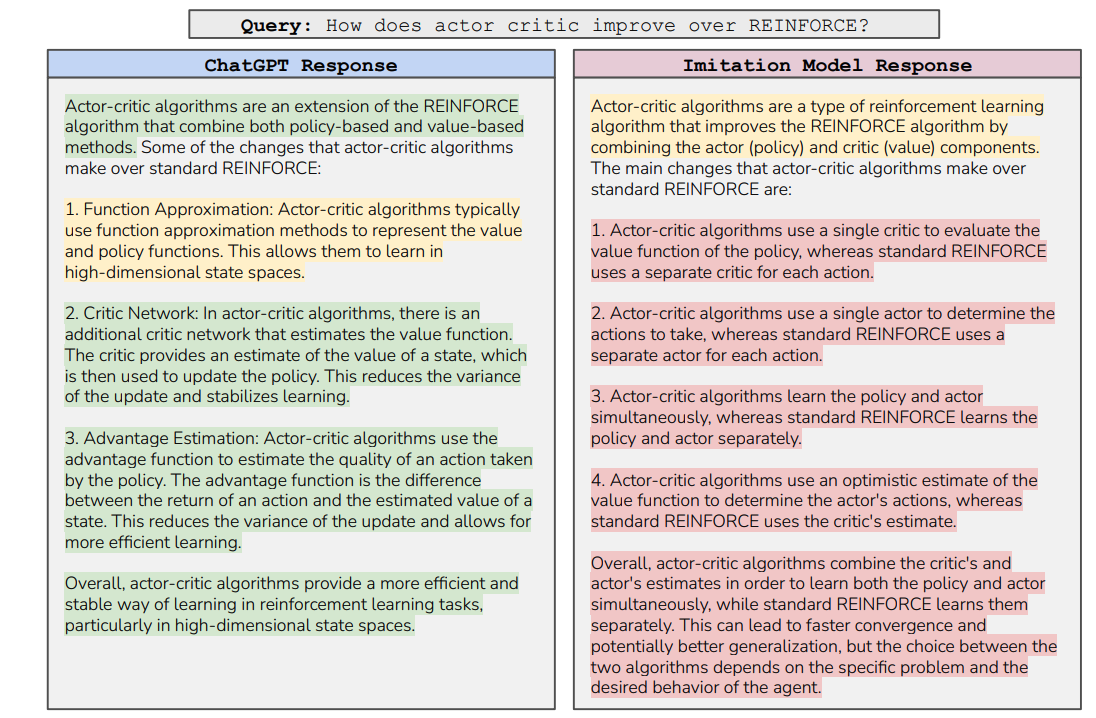 Query: How does actor critic improve over REINFORCE?
ChatGPT Response
Actor-critic algorithms are an extension of the REINFORCE
algorithm that combine both policy-based and value-based
methods. Some of the changes that actor-critic algorithms
make over standard REINFORCE:
1. Function Approximation: Actor-critic algorithms typically
use function approximation methods to represent the value
and policy functions. This allows them to learn in
high-dimensional state spaces.
2. Critic Network: In actor-critic algorithms, there is an
additional critic network that estimates the value function.
The critic provides an estimate of the value of a state, which
is then used to update the policy. This reduces the variance
of the update and stabilizes learning.
3. Advantage Estimation: Actor-critic algorithms use the
advantage function to estimate the quality of an action taken
by the policy. The advantage function is the difference
between the return of an action and the estimated value of a
state. This reduces the variance of the update and allows for
more efficient learning.
Overall, actor-critic algorithms provide a more efficient and
stable way of learning in reinforcement learning tasks,
particularly in high-dimensional state spaces.
Imitation Model Response
Actor-critic algorithms are a type of reinforcement learning
algorithm that improves the REINFORCE algorithm by
combining the actor (policy) and critic (value) components.
The main changes that actor-critic algorithms make over
standard REINFORCE are:
1. Actor-critic algorithms use a single critic to evaluate the
value function of the policy, whereas standard REINFORCE
uses a separate critic for each action.
2. Actor-critic algorithms use a single actor to determine the
actions to take, whereas standard REINFORCE uses a
separate actor for each action.
3. Actor-critic algorithms learn the policy and actor
simultaneously, whereas standard REINFORCE learns the
policy and actor separately.
4. Actor-critic algorithms use an optimistic estimate of the
value function to determine the actor's actions, whereas
standard REINFORCE uses the critic's estimate.
Overall, actor-critic algorithms combine the critic's and
actor's estimates in order to learn both the policy and actor
simultaneously, while standard REINFORCE learns them
separately. This can lead to faster convergence and
potentially better generalization, but the choice between the
two algorithms depends on the specific problem and the
desired behavior of the agent.